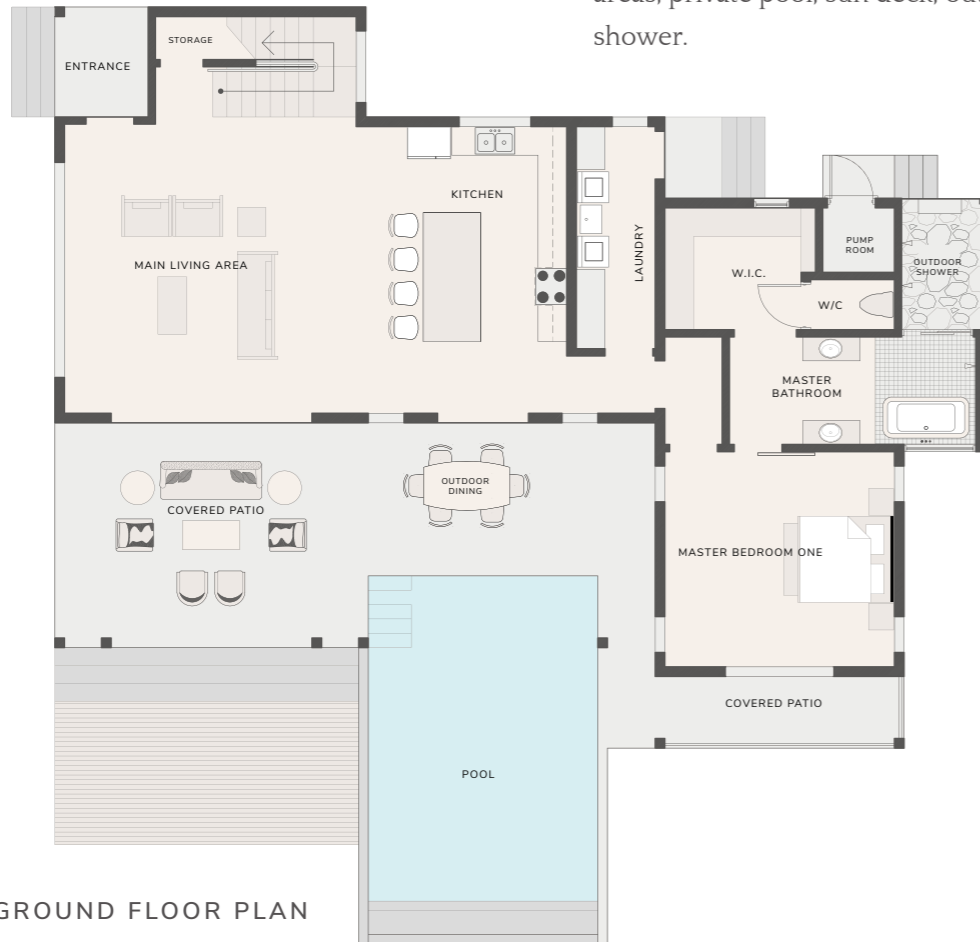 shower.
STORAGE
ENTRANCE
KITCHEN
LAUNDRY
MAIN LIVING AREA
PUMP
ROOM
OUTDOOR
SHOWER
W.I.C.
W/C
MASTER
BATHROOM
OUTDOOR
DINING
COVERED PATIO
MASTER BEDROOM ONE
COVERED PATIO
POOL
GROUND FLOOR PLAN